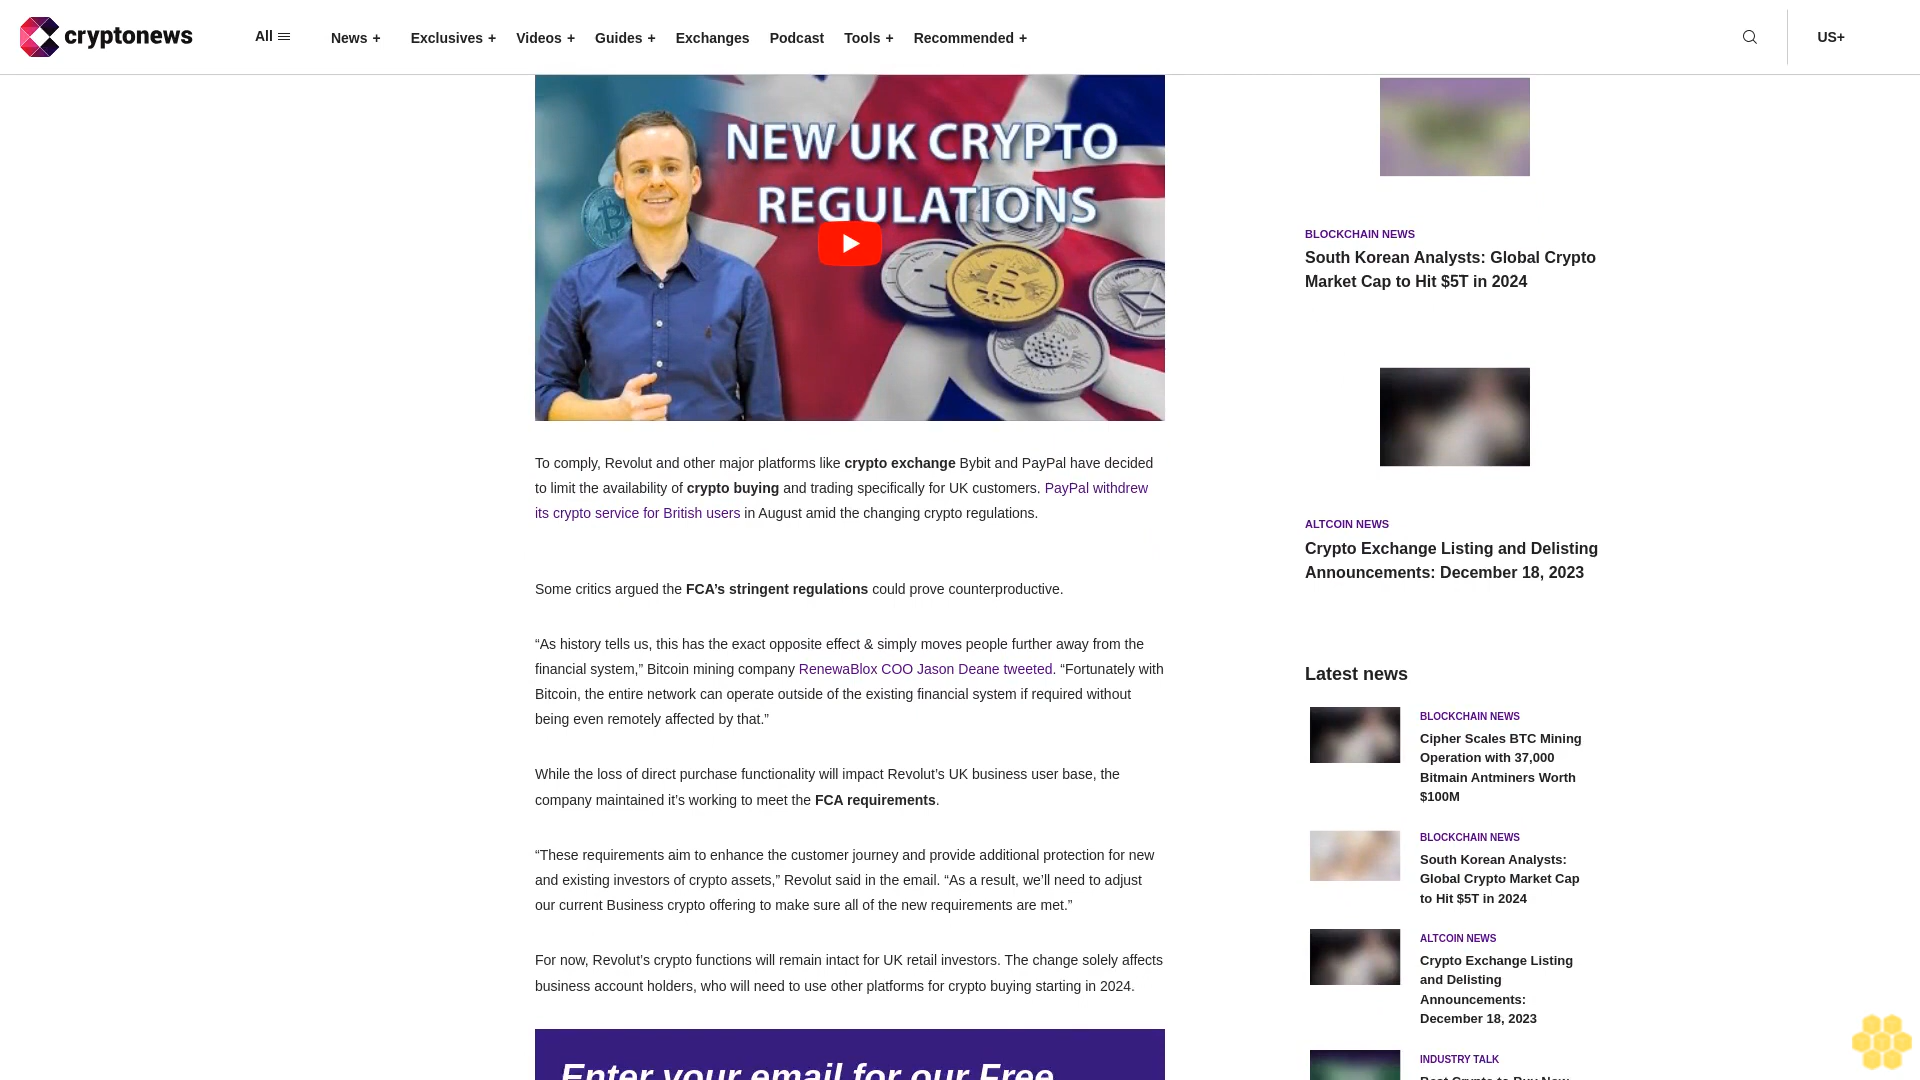 cryptonews
All
News +
Exclusives +
Videos +
Guides +
Exchanges
Podcast
Tools +
Recommended +
US+
NEW UK CRYPTO
REGULATIONS
To comply, Revolut and other major platforms like crypto exchange Bybit and PayPal have decided
to limit the availability of crypto buying and trading specifically for UK customers. PayPal withdrew
its crypto service for British users in August amid the changing crypto regulations.
Some critics argued the FCA’s stringent regulations could prove counterproductive.
“As history tells us, this has the exact opposite effect & simply moves people further away from the
financial system,” Bitcoin mining company RenewaBlox COO Jason Deane tweeted. “Fortunately with
Bitcoin, the entire network can operate outside of the existing financial system if required without
being even remotely affected by that.”
While the loss of direct purchase functionality will impact Revolut’s UK business user base, the
company maintained it’s working to meet the FCA requirements.
“These requirements aim to enhance the customer journey and provide additional protection for new
and existing investors of crypto assets,” Revolut said in the email. “As a result, we’ll need to adjust
our current Business crypto offering to make sure all of the new requirements are met.”
For now, Revolut’s crypto functions will remain intact for UK retail investors. The change solely affects
business account holders, who will need to use other platforms for crypto buying starting in 2024.
Enter your email for our Free
BLOCKCHAIN NEWS
South Korean Analysts: Global Crypto
Market Cap to Hit $5T in 2024
ALTCOIN NEWS
Crypto Exchange Listing and Delisting
Announcements: December 18, 2023
Latest news
BLOCKCHAIN NEWS
Cipher Scales BTC Mining
Operation with 37,000
Bitmain Antminers Worth
$100M
BLOCKCHAIN NEWS
South Korean Analysts:
Global Crypto Market Cap
to Hit $5T in 2024
ALTCOIN NEWS
Crypto Exchange Listing
and Delisting
Announcements:
December 18, 2023
INDUSTRY TALK
Best Crypto to Buy Now